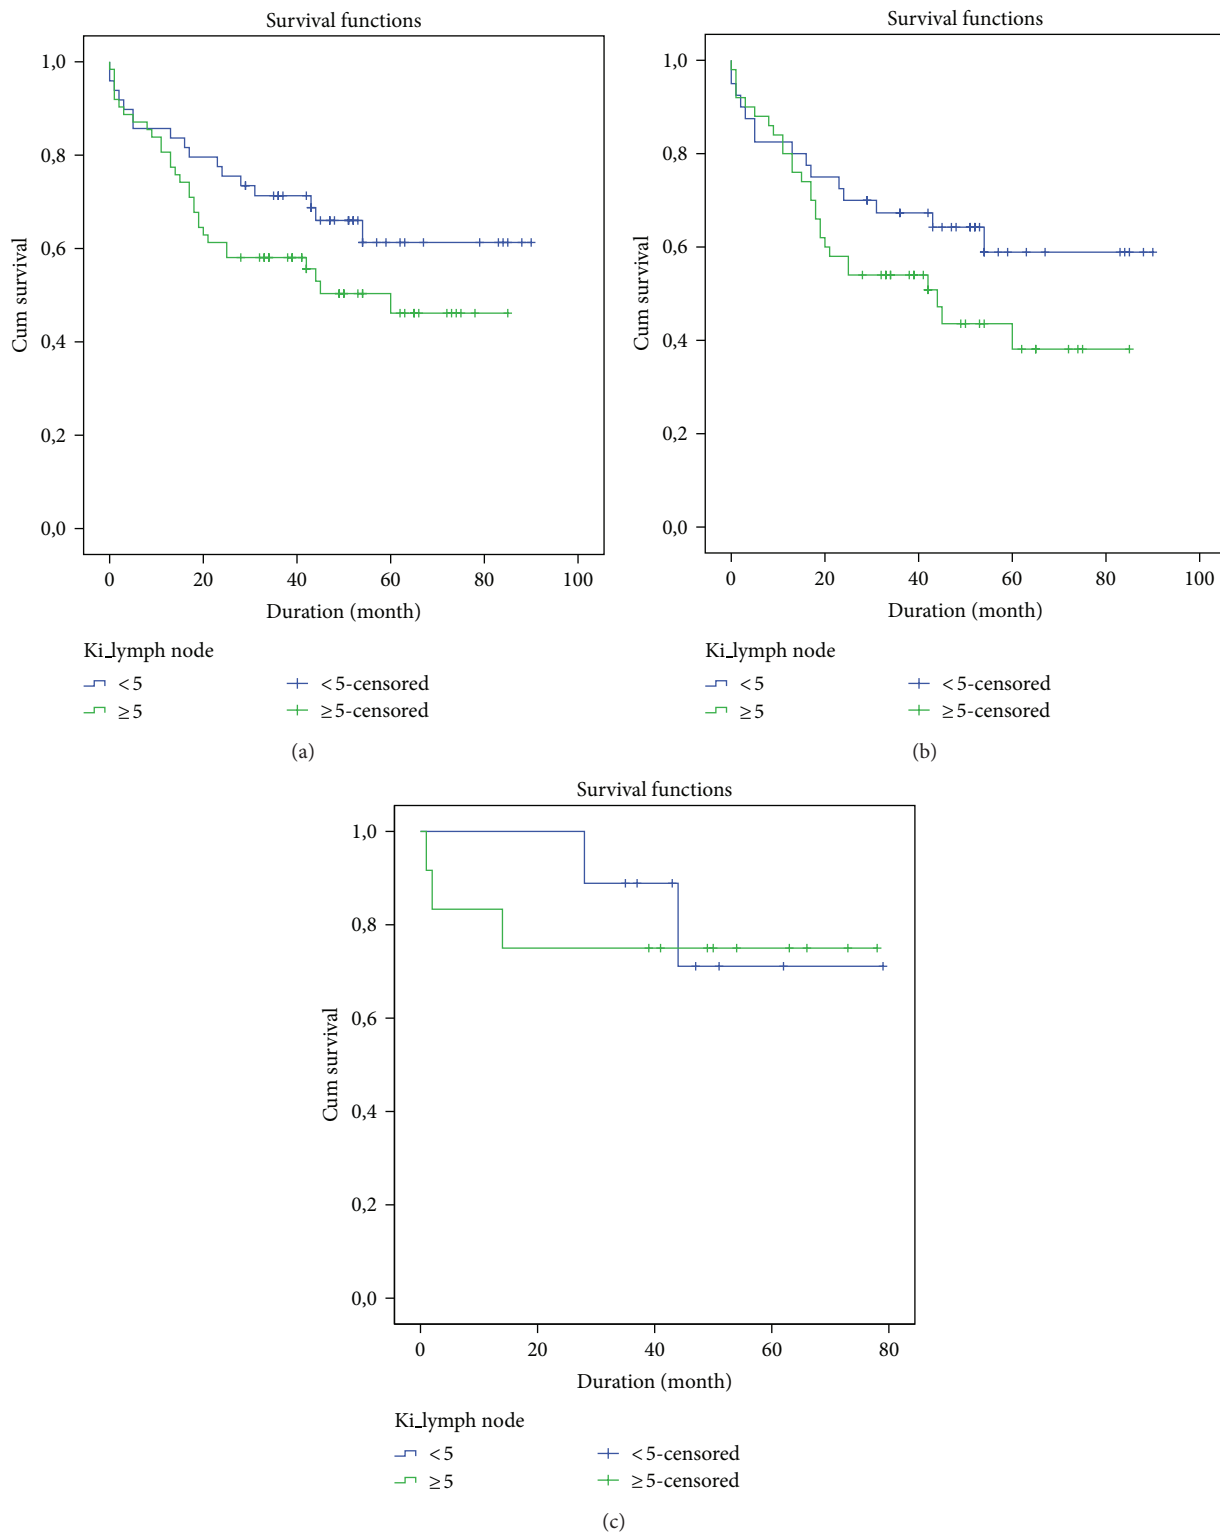 Survival functions
1,0
0,8
0,6
0,4
0,2
0,0
Cum survival
0 20 40 60 80 100
Duration (month)
Ki_lymph node
<5 <5-censored
≥5 ≥5-censored
(a)
Survival functions
1,0
0,8
0,6
0,4
0,2
0,0
Cum survival
0 20 40 60 80 100
Duration (month)
Ki_lymph node
<5 <5-censored
≥5 ≥5-censored
(b)
Survival functions
1,0
0,8
0,6
0,4
0,2
0,0
Cum survival
0 20 40 60 80
Duration (month)
Ki_lymph node
<5 <5-censored
≥5 ≥5-censored
(c)